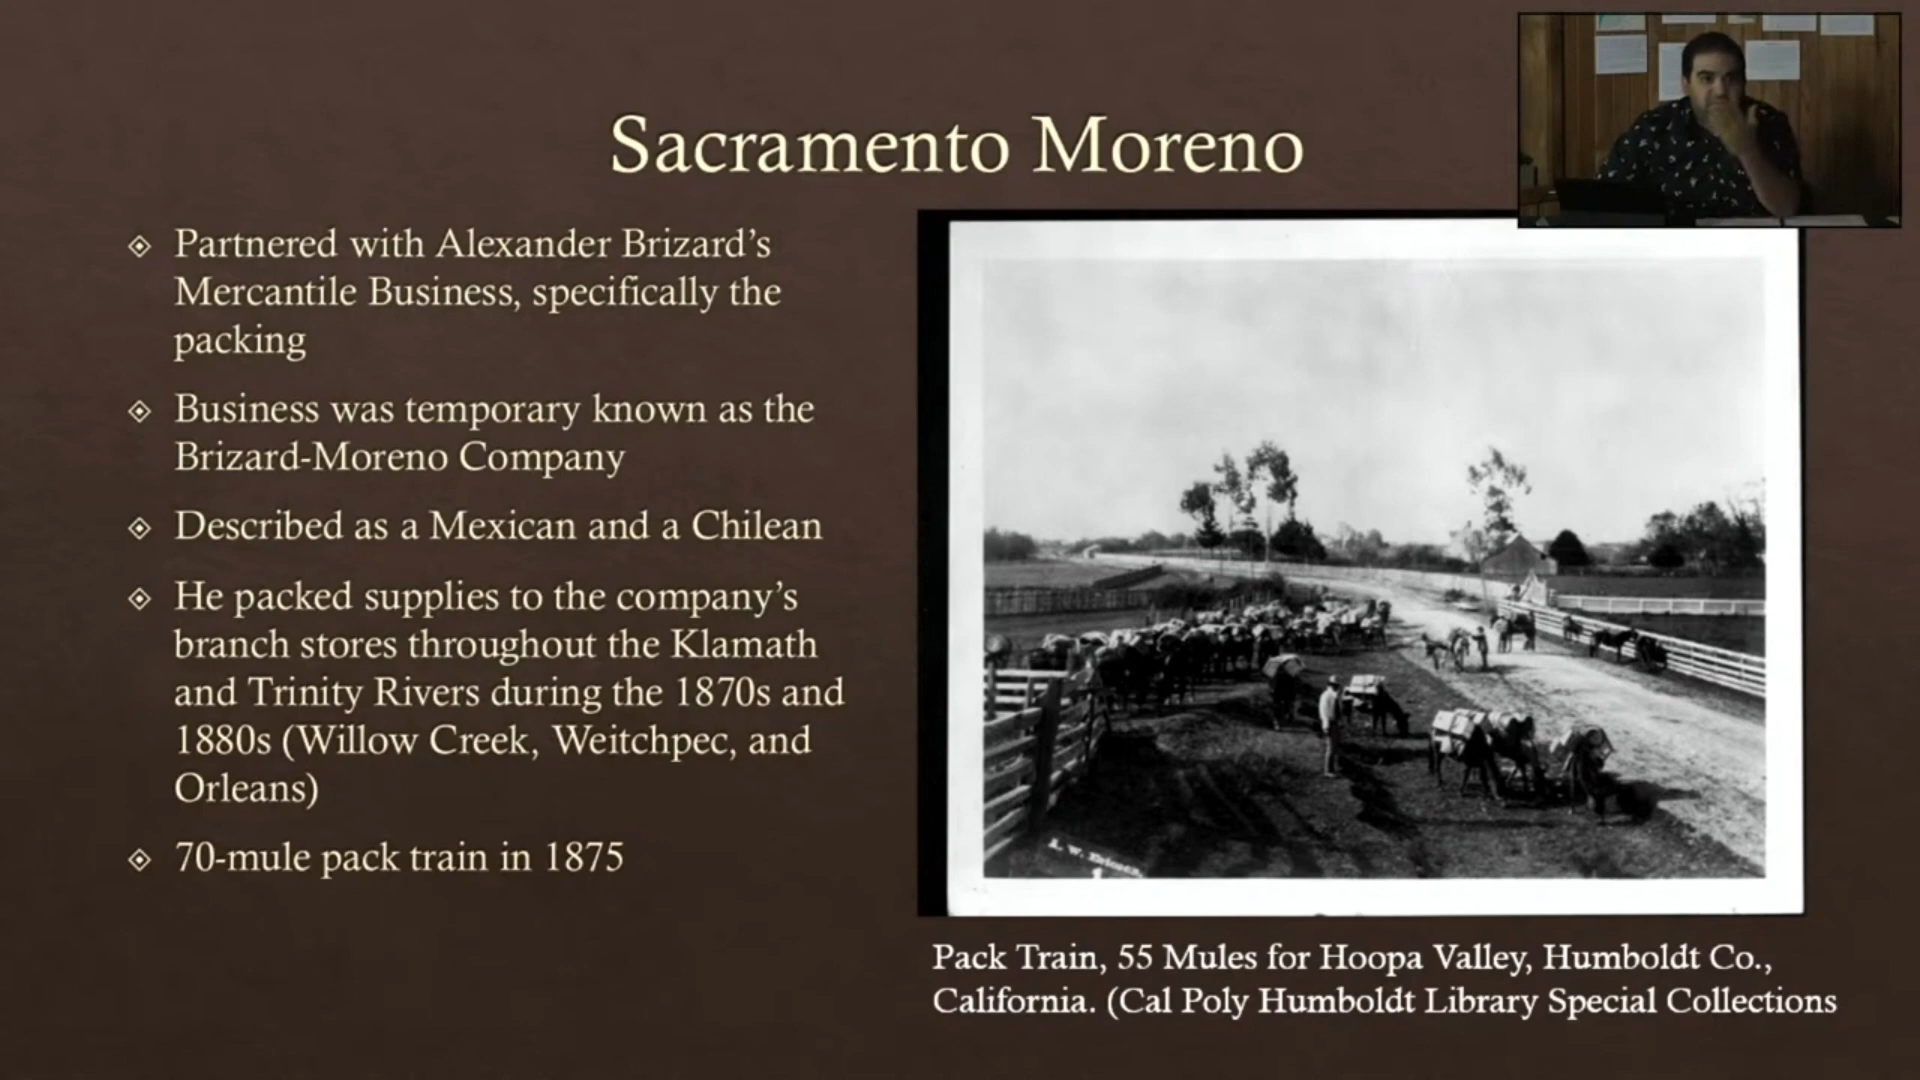 Sacramento Moreno
Partnered with Alexander Brizard’s
Mercantile Business, specifically the
packing
Business was temporary known as the
Brizard-Moreno Company
Described as a Mexican and a Chilean
He packed supplies to the company’s
branch stores throughout the Klamath
and Trinity Rivers during the 1870s and
1880s (Willow Creek, Weitchpec, and
Orleans)
70-mule pack train in 1875
A. W. Ericson.
Pack Train, 55 Mules for Hoopa Valley, Humboldt Co.,
California. (Cal Poly Humboldt Library Special Collections